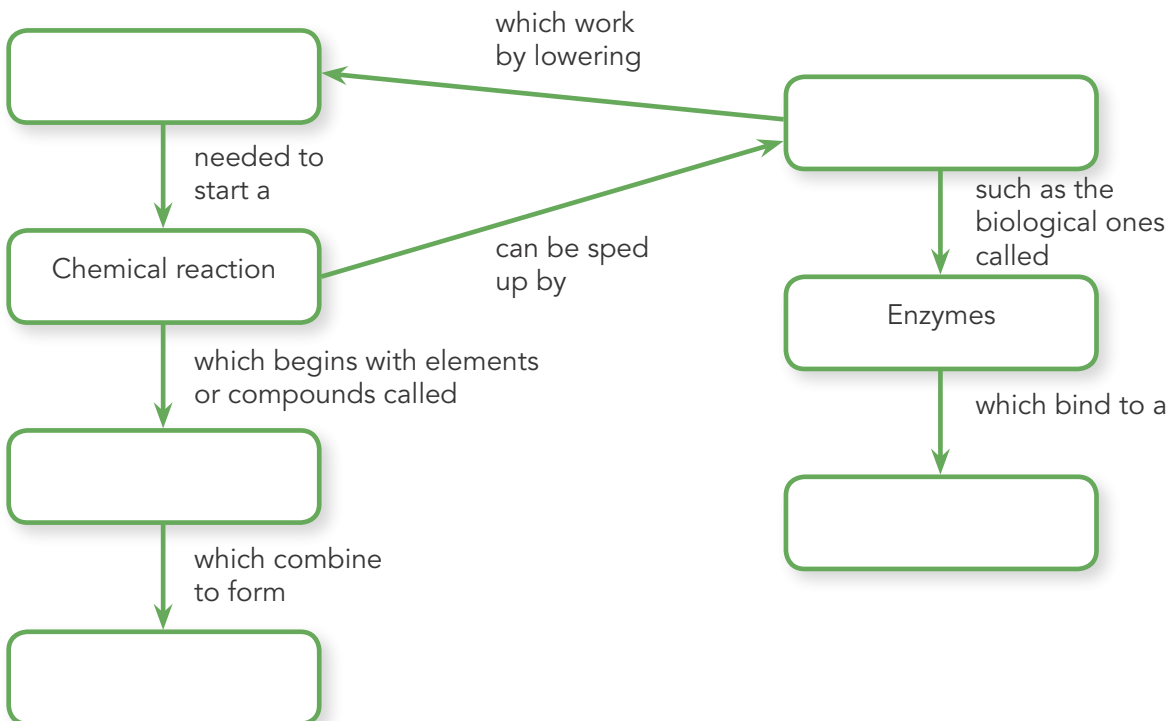 which work
by lowering
needed to
start a
such as the
biological ones
called
Chemical reaction
can be sped
up by
Enzymes
which begins with elements
or compounds called
which bind to a
which combine
to form